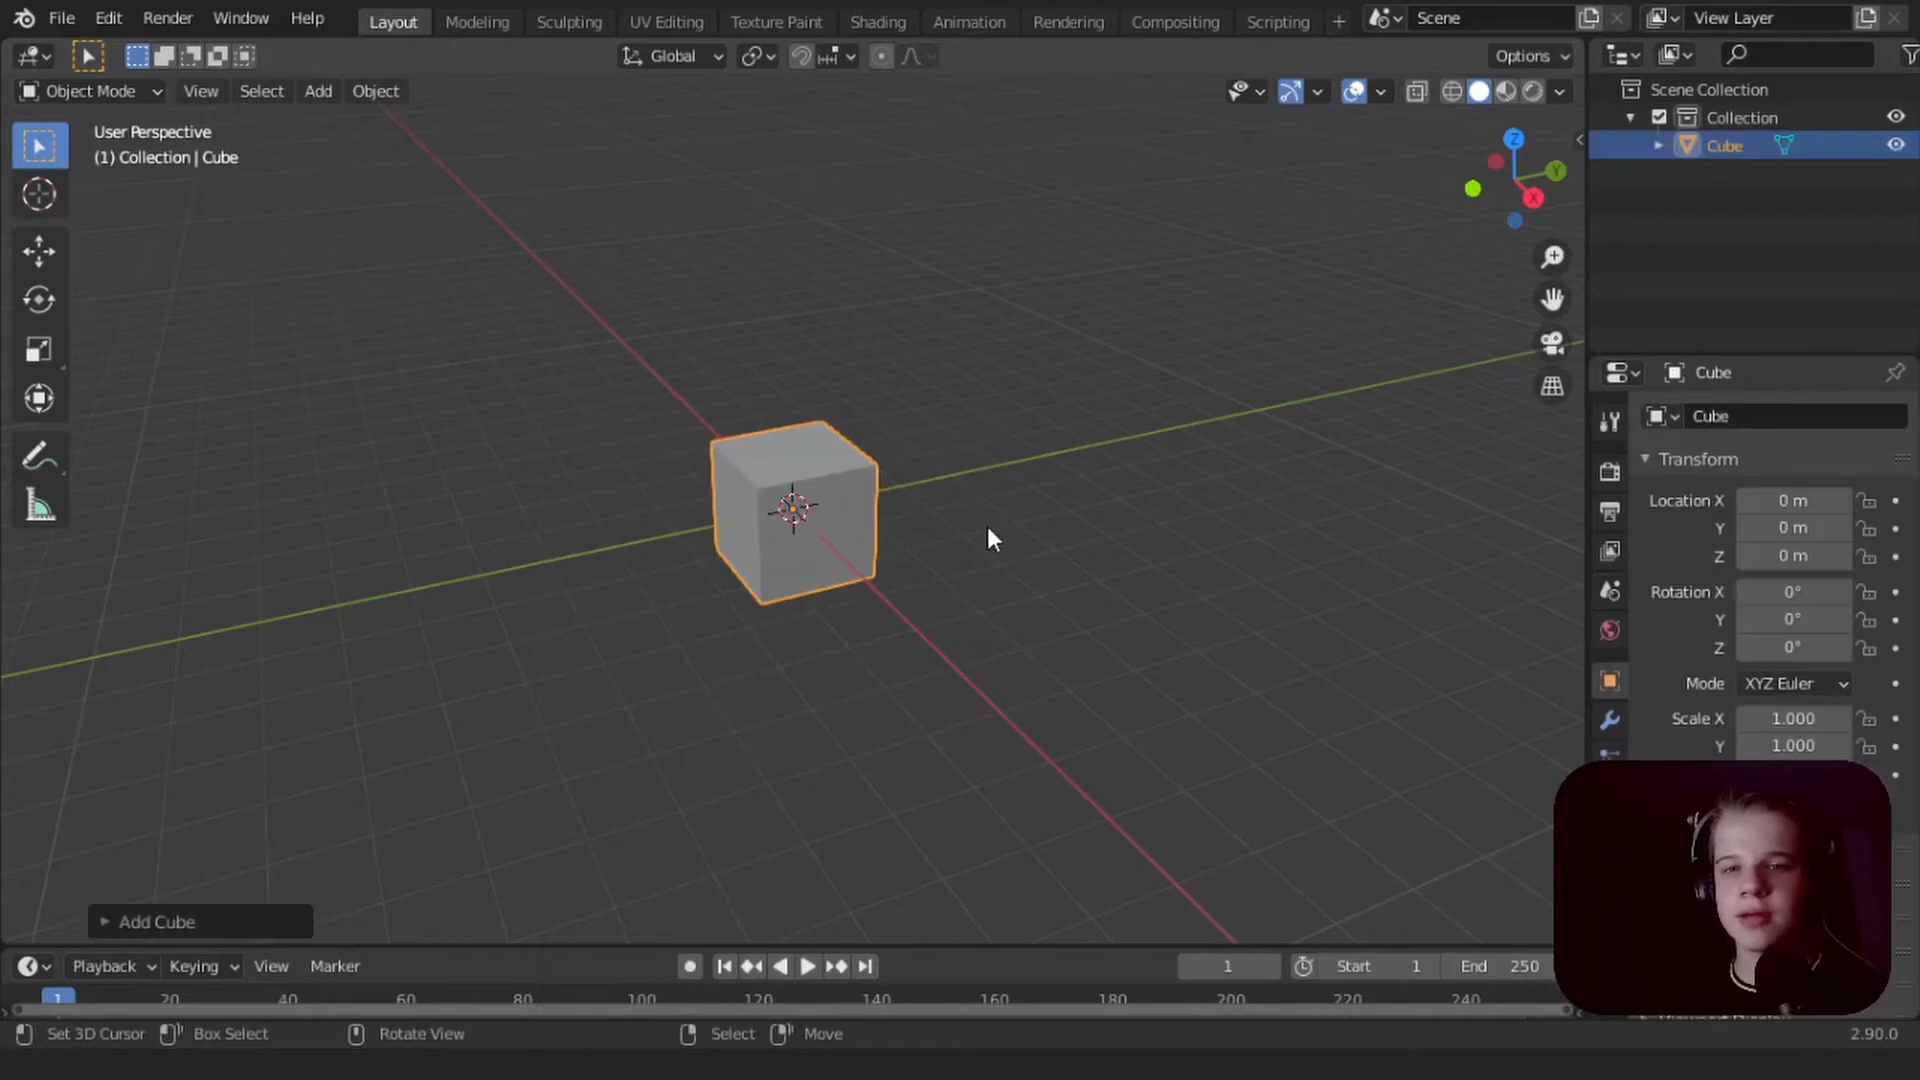 File Edit Render Window Help Layout Modeling Sculpting UV Editing Texture Paint Shading Animation Rendering Compositing Scripting + Scene View Layer
Global Options
Object Mode View Select Add Object
User Perspective
(1) Collection | Cube
Z
Y
X
Scene Collection
Collection
Cube
Cube
Cube
Transform
Location X 0 m
Y 0 m
Z 0 m
Rotation X 0°
Y 0°
Z 0°
Mode XYZ Euler
Scale X 1.000
Y 1.000
Add Cube
Playback Keying View Marker 1 Start 1 End 250
1 20 40 60 80 100 120 140 160 180 200 220 240
Set 3D Cursor Box Select Rotate View Select Move 2.90.0